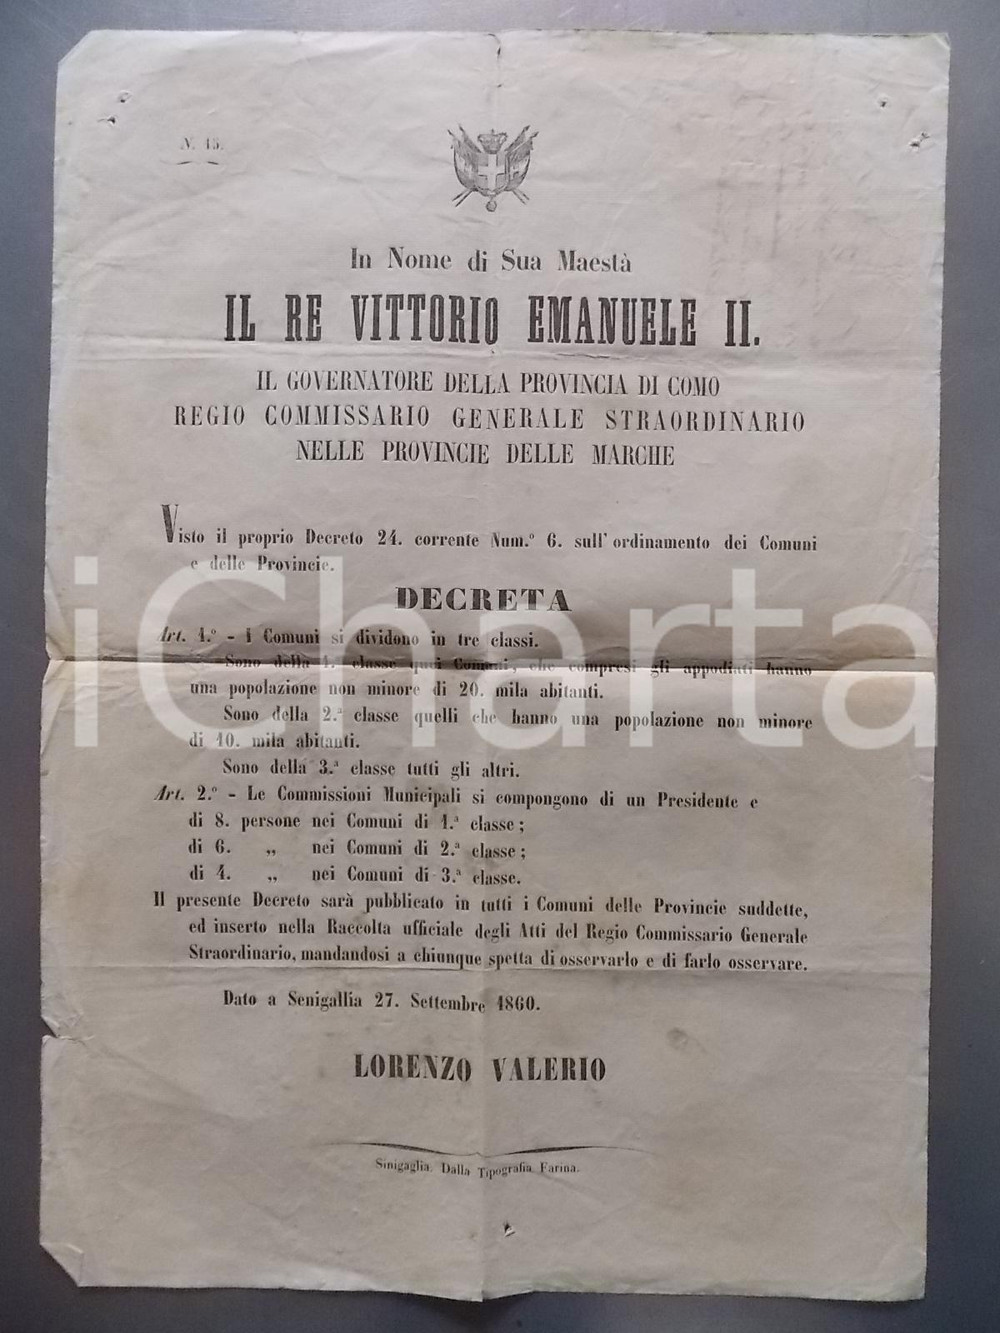 N. 15.
In Nome di Sua Maestà
IL RE VITTORIO EMANUELE II.
IL GOVERNATORE DELLA PROVINCIA DI COMO
REGIO COMMISSARIO GENERALE STRAORDINARIO
NELLE PROVINCIE DELLE MARCHE
Visto il proprio Decreto 24. corrente Num.° 6. sull'ordinamento dei Comuni
e delle Provincie.
DECRETA
Art. 1.° - I Comuni si dividono in tre classi.
Sono della 1.ª classe quei Comuni, che compresi gli appodiati hanno
una popolazione non minore di 20. mila abitanti.
Sono della 2.ª classe quelli che hanno una popolazione non minore
di 10. mila abitanti.
Sono della 3.ª classe tutti gli altri.
Art. 2.° - Le Commissioni Municipali si compongono di un Presidente e
di 8. persone nei Comuni di 1.ª classe;
di 6. „ nei Comuni di 2.ª classe;
di 4. „ nei Comuni di 3.ª classe.
Il presente Decreto sarà pubblicato in tutti i Comuni delle Provincie suddette,
ed inserto nella Raccolta ufficiale degli Atti del Regio Commissario Generale
Straordinario, mandandosi a chiunque spetta di osservarlo e di farlo osservare.
Dato a Senigallia 27. Settembre 1860.
LORENZO VALERIO
Sinigaglia. Dalla Tipografia Farina.
iCharta